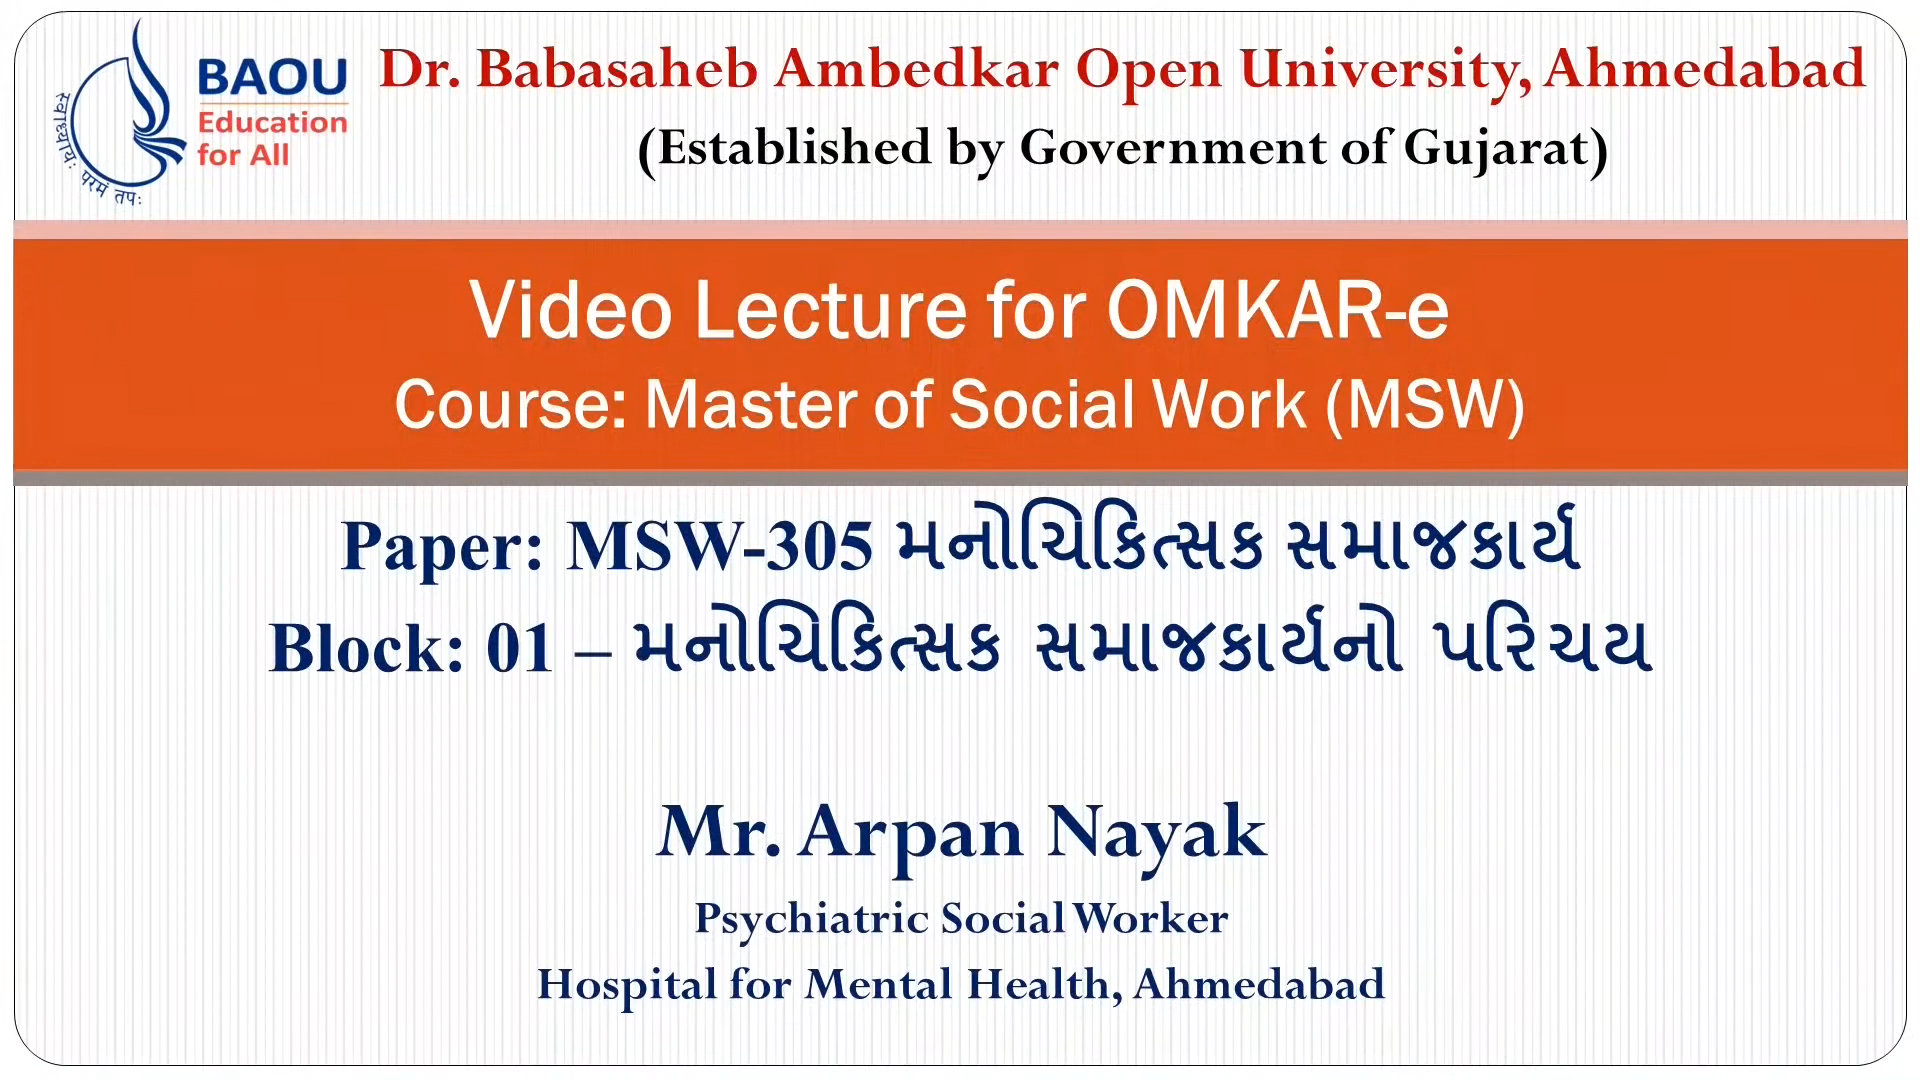 स्वाध्यायः परमं तपः
BAOU
Education
for All
Dr. Babasaheb Ambedkar Open University, Ahmedabad
(Established by Government of Gujarat)
Video Lecture for OMKAR-e
Course: Master of Social Work (MSW)
Paper: MSW-305 મનોચિકિત્સક સમાજકાર્ય
Block: 01 – મનોચિકિત્સક સમાજકાર્યનો પરિચય
Mr. Arpan Nayak
Psychiatric Social Worker
Hospital for Mental Health, Ahmedabad